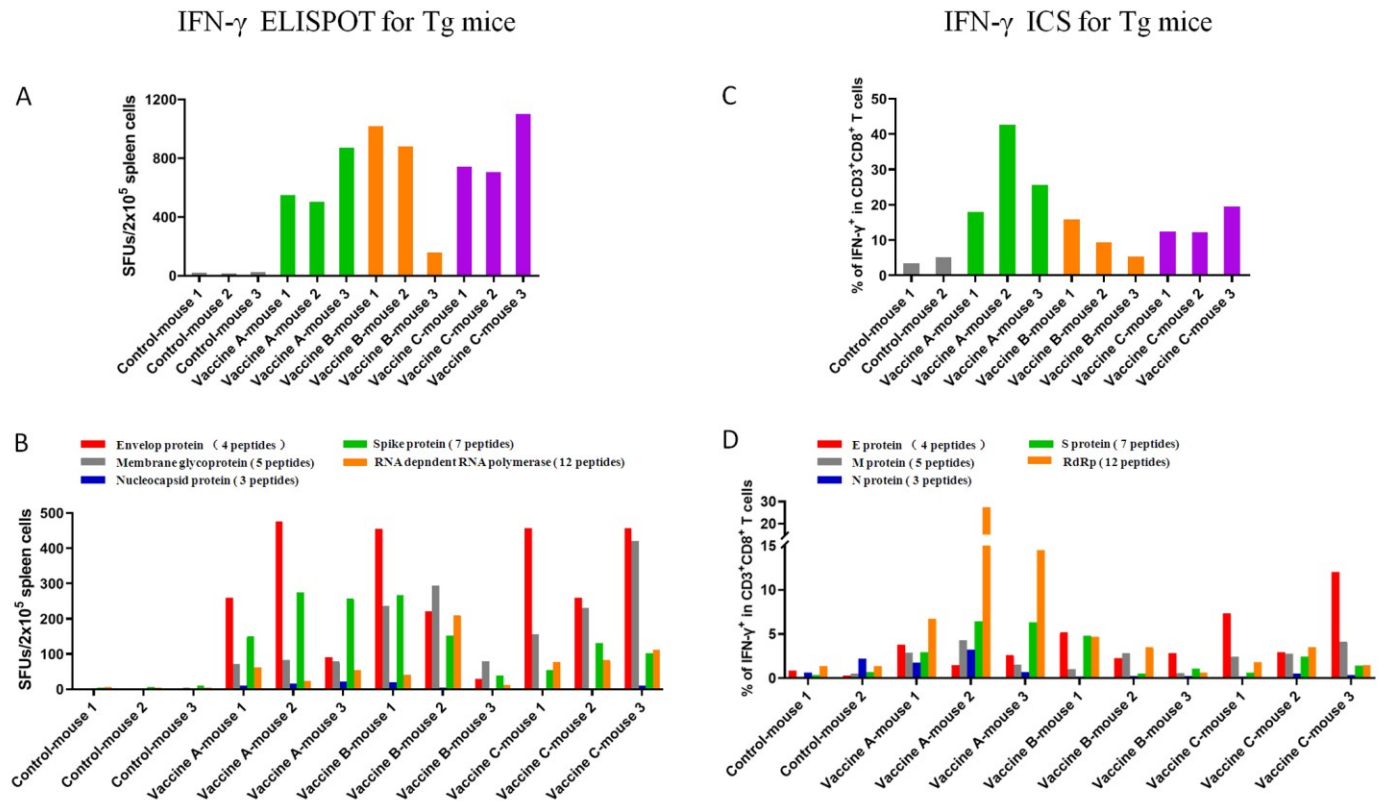 IFN-γ ELISPOT for Tg mice
IFN-γ ICS for Tg mice
A
SFUs/2x10⁵ spleen cells
1200
800
400
0
Control-mouse 1
Control-mouse 2
Control-mouse 3
Vaccine A-mouse 1
Vaccine A-mouse 2
Vaccine A-mouse 3
Vaccine B-mouse 1
Vaccine B-mouse 2
Vaccine B-mouse 3
Vaccine C-mouse 1
Vaccine C-mouse 2
Vaccine C-mouse 3
C
% of IFN-γ⁺ in CD3⁺CD8⁺ T cells
50
40
30
20
10
0
Control-mouse 1
Control-mouse 2
Vaccine A-mouse 1
Vaccine A-mouse 2
Vaccine A-mouse 3
Vaccine B-mouse 1
Vaccine B-mouse 2
Vaccine B-mouse 3
Vaccine C-mouse 1
Vaccine C-mouse 2
Vaccine C-mouse 3
B
Envelop protein （ 4 peptides ）
Membrane glycoprotein ( 5 peptides)
Nucleocapsid protein ( 3 peptides)
Spike protein ( 7 peptides)
RNA depndent RNA polymerase ( 12 peptides)
SFUs/2x10⁵ spleen cells
500
400
300
200
100
0
Control-mouse 1
Control-mouse 2
Control-mouse 3
Vaccine A-mouse 1
Vaccine A-mouse 2
Vaccine A-mouse 3
Vaccine B-mouse 1
Vaccine B-mouse 2
Vaccine B-mouse 3
Vaccine C-mouse 1
Vaccine C-mouse 2
Vaccine C-mouse 3
D
E protein （ 4 peptides）
M protein ( 5 peptides)
N protein ( 3 peptides)
S protein ( 7 peptides)
RdRp ( 12 peptides)
% of IFN-γ⁺ in CD3⁺CD8⁺ T cells
30
20
15
10
5
0
Control-mouse 1
Control-mouse 2
Vaccine A-mouse 1
Vaccine A-mouse 2
Vaccine A-mouse 3
Vaccine B-mouse 1
Vaccine B-mouse 2
Vaccine B-mouse 3
Vaccine C-mouse 1
Vaccine C-mouse 2
Vaccine C-mouse 3